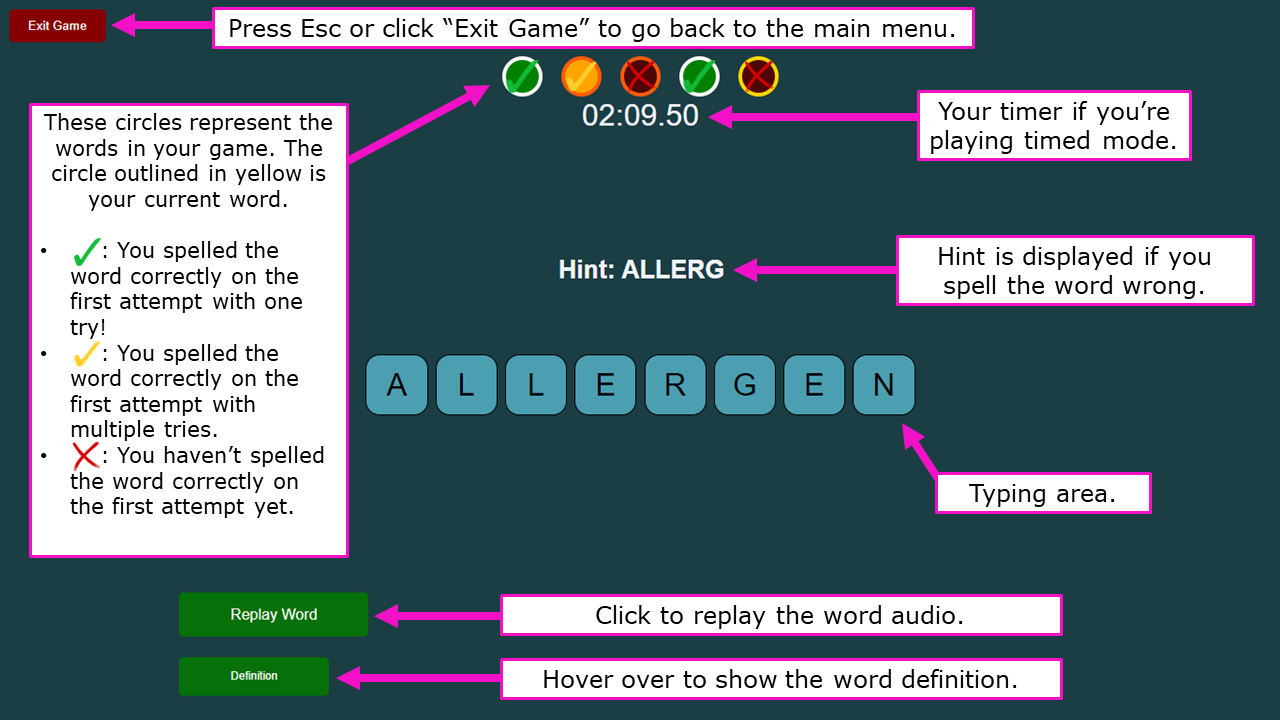 Exit Game
Press Esc or click “Exit Game” to go back to the main menu.
02:09.50
Your timer if you’re
playing timed mode.
These circles represent the
words in your game. The
circle outlined in yellow is
your current word.
• : You spelled the
word correctly on the
first attempt with one
try!
• : You spelled the
word correctly on the
first attempt with
multiple tries.
• : You haven’t spelled
the word correctly on
the first attempt yet.
Hint: ALLERG
Hint is displayed if you
spell the word wrong.
A L L E R G E N
Typing area.
Replay Word
Click to replay the word audio.
Definition
Hover over to show the word definition.